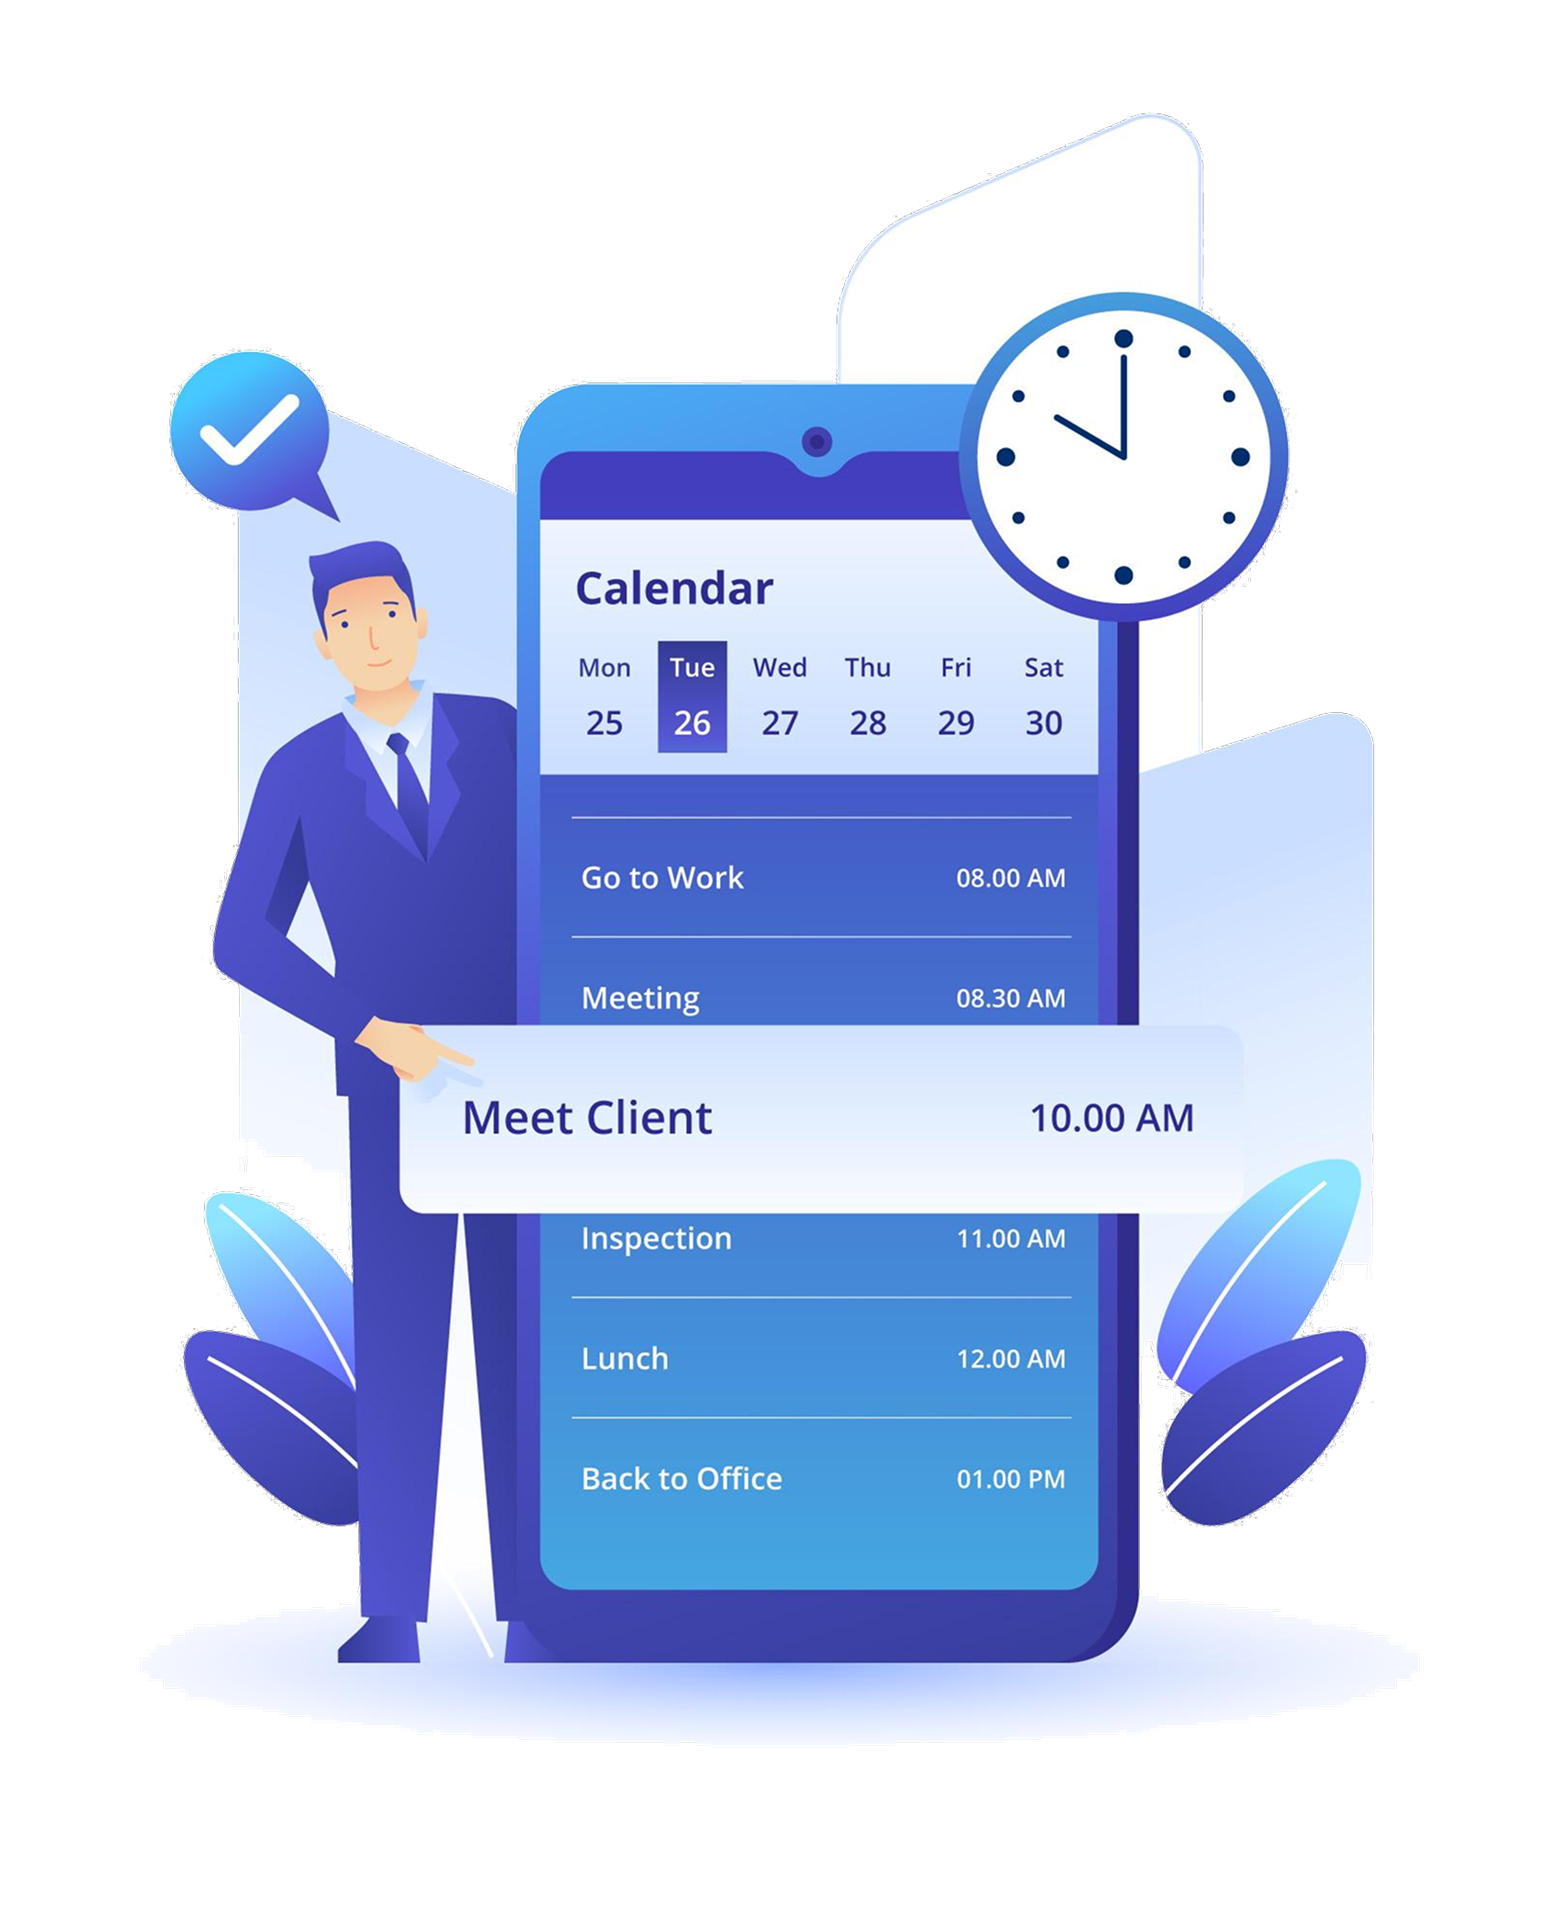 Calendar
Mon Tue Wed Thu Fri Sat
25 26 27 28 29 30
Go to Work 08.00 AM
Meeting 08.30 AM
Meet Client 10.00 AM
Inspection 11.00 AM
Lunch 12.00 AM
Back to Office 01.00 PM